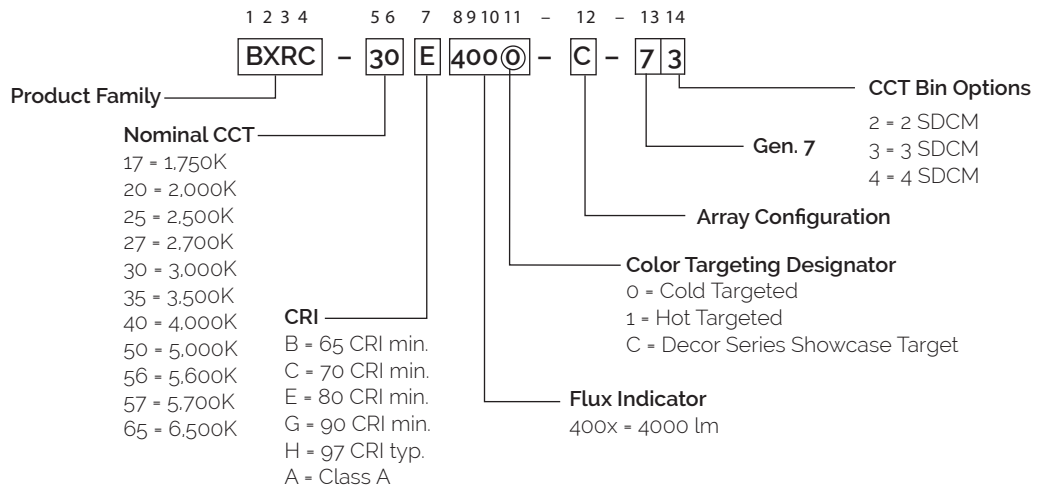 1 2 3 4 5 6 7 8 9 10 11 – 12 – 13 14
BXRC – 30 E 400 0 – C – 7 3
Product Family
Nominal CCT
17 = 1,750K
20 = 2,000K
25 = 2,500K
27 = 2,700K
30 = 3,000K
35 = 3,500K
40 = 4,000K
50 = 5,000K
56 = 5,600K
57 = 5,700K
65 = 6,500K
CRI
B = 65 CRI min.
C = 70 CRI min.
E = 80 CRI min.
G = 90 CRI min.
H = 97 CRI typ.
A = Class A
Flux Indicator
400x = 4000 lm
Color Targeting Designator
0 = Cold Targeted
1 = Hot Targeted
C = Decor Series Showcase Target
Array Configuration
Gen. 7
CCT Bin Options
2 = 2 SDCM
3 = 3 SDCM
4 = 4 SDCM